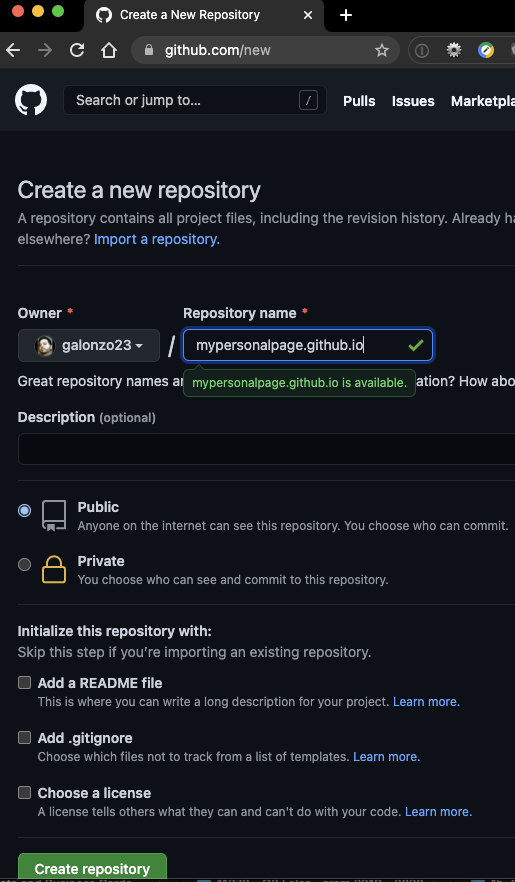 Create a New Repository
github.com/new
Search or jump to... /
Pulls Issues Marketpla
Create a new repository
A repository contains all project files, including the revision history. Already ha
elsewhere? Import a repository.
Owner * Repository name *
galonzo23 / mypersonalpage.github.io
Great repository names a
mypersonalpage.github.io is available.
ation? How abo
Description (optional)
Public
Anyone on the internet can see this repository. You choose who can commit.
Private
You choose who can see and commit to this repository.
Initialize this repository with:
Skip this step if you're importing an existing repository.
Add a README file
This is where you can write a long description for your project. Learn more.
Add .gitignore
Choose which files not to track from a list of templates. Learn more.
Choose a license
A license tells others what they can and can't do with your code. Learn more.
Create repository